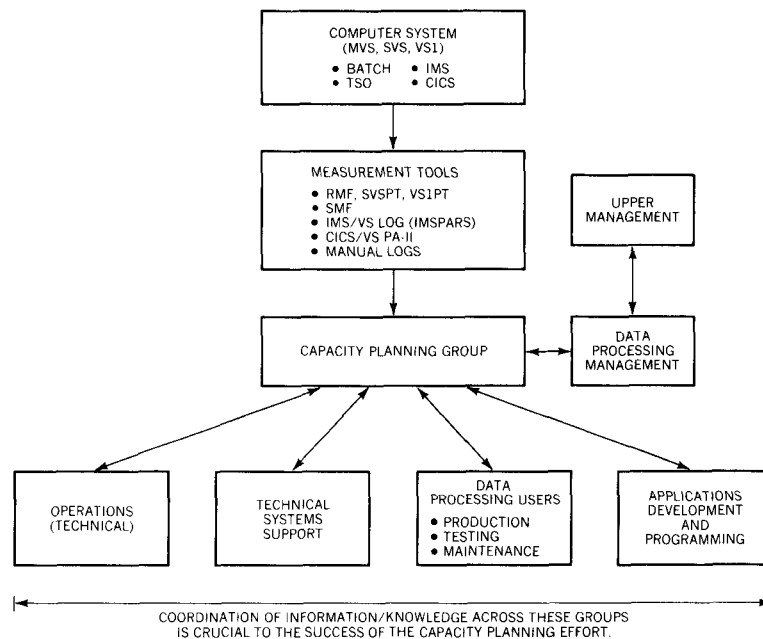 COMPUTER SYSTEM
(MVS, SVS, VS1)
• BATCH • IMS
• TSO • CICS
MEASUREMENT TOOLS
• RMF, SVSPT, VS1PT
• SMF
• IMS/VS LOG (IMSPARS)
• CICS/VS PA-II
• MANUAL LOGS
UPPER
MANAGEMENT
CAPACITY PLANNING GROUP
DATA
PROCESSING
MANAGEMENT
OPERATIONS
(TECHNICAL)
TECHNICAL
SYSTEMS
SUPPORT
DATA
PROCESSING USERS
• PRODUCTION
• TESTING
• MAINTENANCE
APPLICATIONS
DEVELOPMENT
AND
PROGRAMMING
COORDINATION OF INFORMATION/KNOWLEDGE ACROSS THESE GROUPS
IS CRUCIAL TO THE SUCCESS OF THE CAPACITY PLANNING EFFORT.